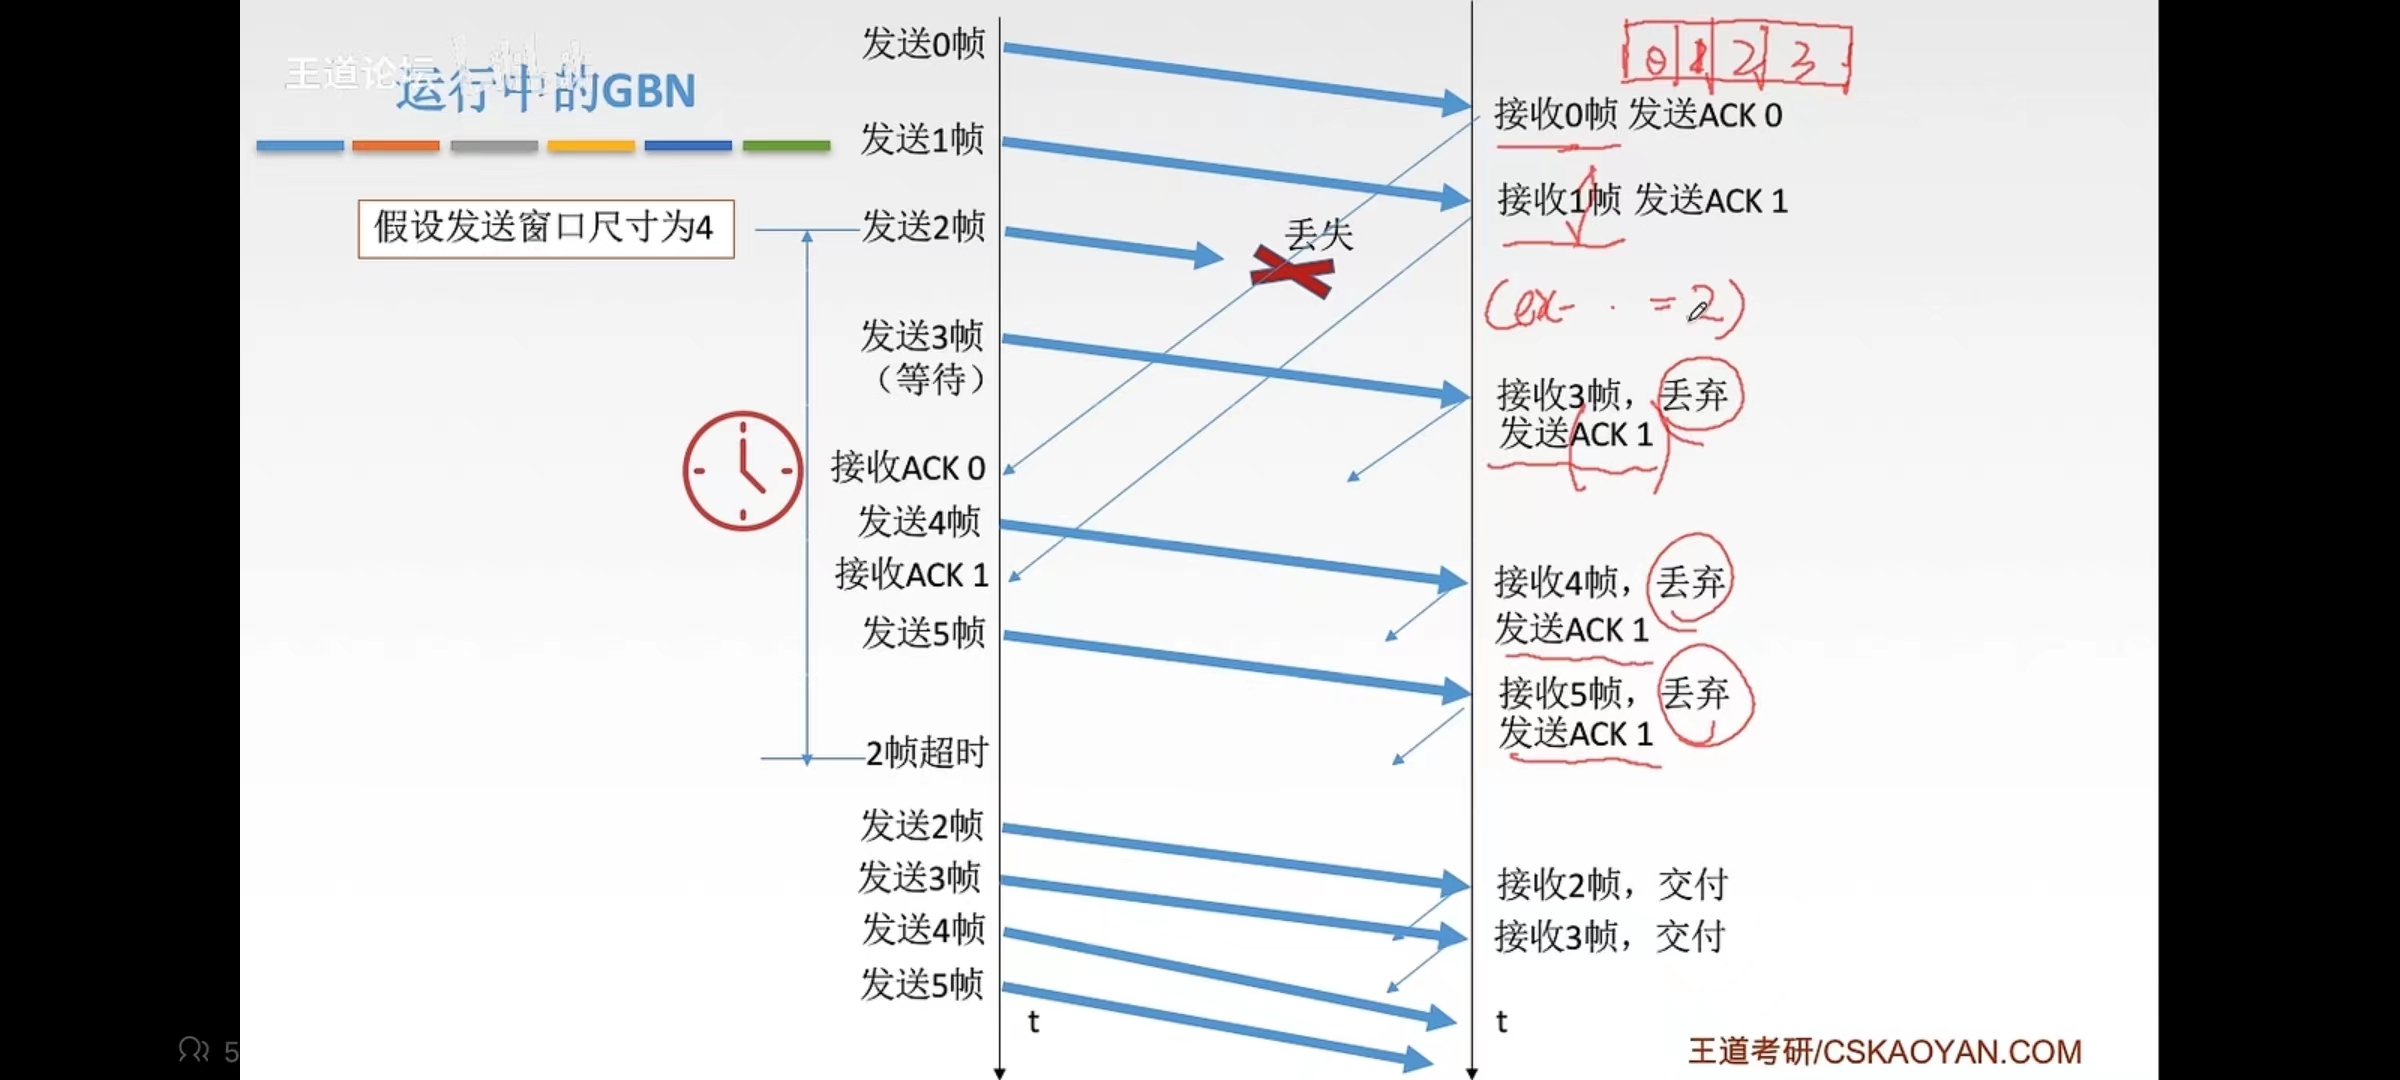 王道论坛
运行中的GBN
假设发送窗口尺寸为4
发送0帧
发送1帧
发送2帧
发送3帧
（等待）
接收ACK 0
发送4帧
接收ACK 1
发送5帧
2帧超时
发送2帧
发送3帧
发送4帧
发送5帧
t
丢失
0 1 2 3
接收0帧 发送ACK 0
接收1帧 发送ACK 1
(ex- · =2)
接收3帧，丢弃
发送ACK 1
接收4帧，丢弃
发送ACK 1
接收5帧，丢弃
发送ACK 1
接收2帧，交付
接收3帧，交付
t
王道考研/CSKAOYAN.COM
5